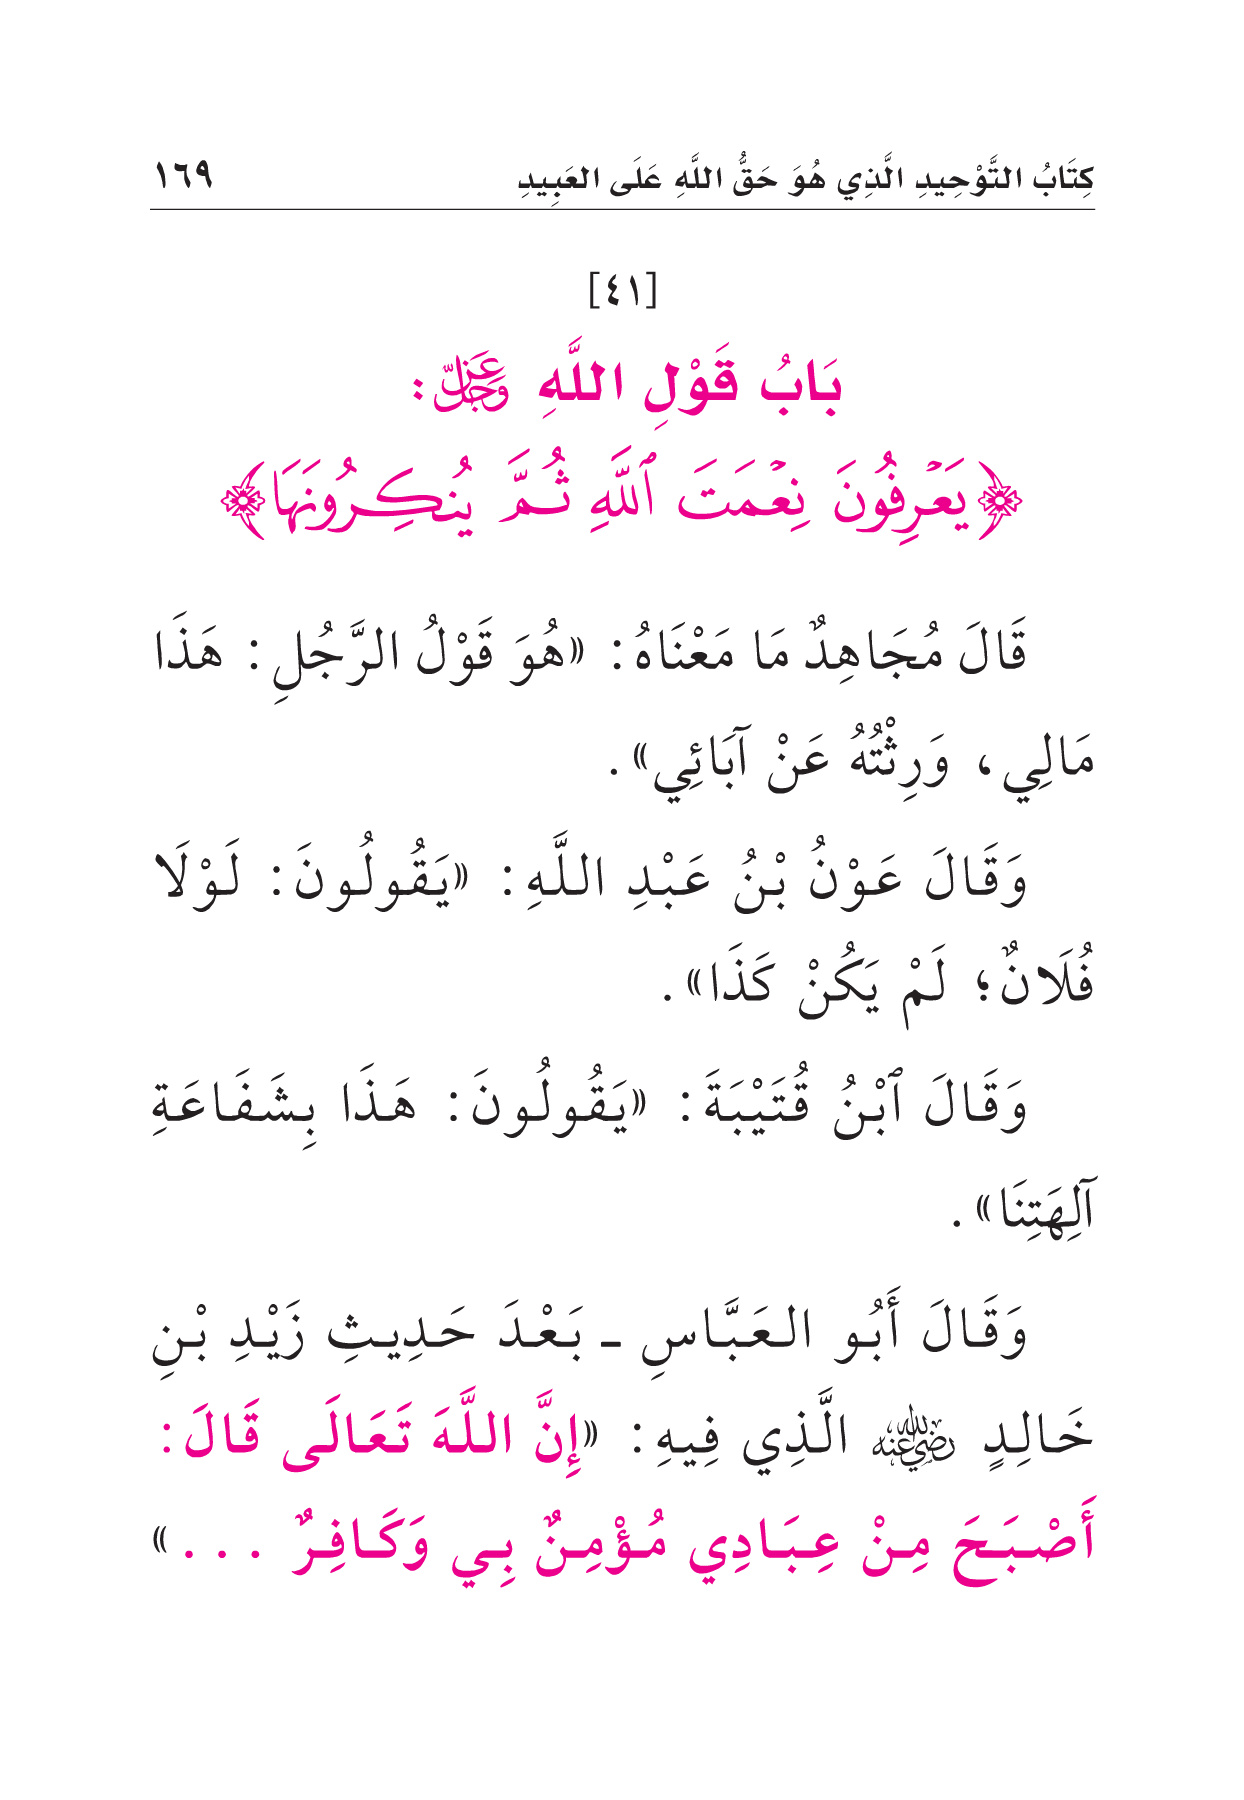 كِتَابُ التَّوْحِيدِ الَّذِي هُوَ حَقُّ اللَّهِ عَلَى العَبِيدِ ١٦٩
[٤١]
بَابُ قَوْلِ اللَّهِ عَزَّ وَجَلَّ:
﴿يَعۡرِفُونَ نِعۡمَتَ ٱللَّهِ ثُمَّ يُنكِرُونَهَا﴾
قَالَ مُجَاهِدٌ مَا مَعْنَاهُ: «هُوَ قَوْلُ الرَّجُلِ: هَذَا
مَالِي، وَرِثْتُهُ عَنْ آبَائِي».
وَقَالَ عَوْنُ بْنُ عَبْدِ اللَّهِ: «يَقُولُونَ: لَوْلَا
فُلَانٌ؛ لَمْ يَكُنْ كَذَا».
وَقَالَ ٱبْنُ قُتَيْبَةَ: «يَقُولُونَ: هَذَا بِشَفَاعَةِ
آلِهَتِنَا».
وَقَالَ أَبُو العَبَّاسِ - بَعْدَ حَدِيثِ زَيْدِ بْنِ
خَالِدٍ رَضِيَ اللَّهُ عَنْهُ الَّذِي فِيهِ: «إِنَّ اللَّهَ تَعَالَى قَالَ:
أَصْبَحَ مِنْ عِبَادِي مُؤْمِنٌ بِي وَكَافِرٌ ...»